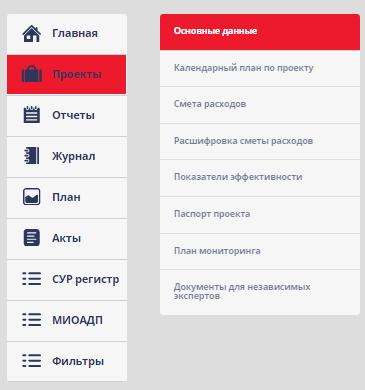 Главная
Проекты
Отчеты
Журнал
План
Акты
СУР регистр
МИОАДП
Фильтры
Основные данные
Календарный план по проекту
Смета расходов
Расшифровка сметы расходов
Показатели эффективности
Паспорт проекта
План мониторинга
Документы для независимых
экспертов